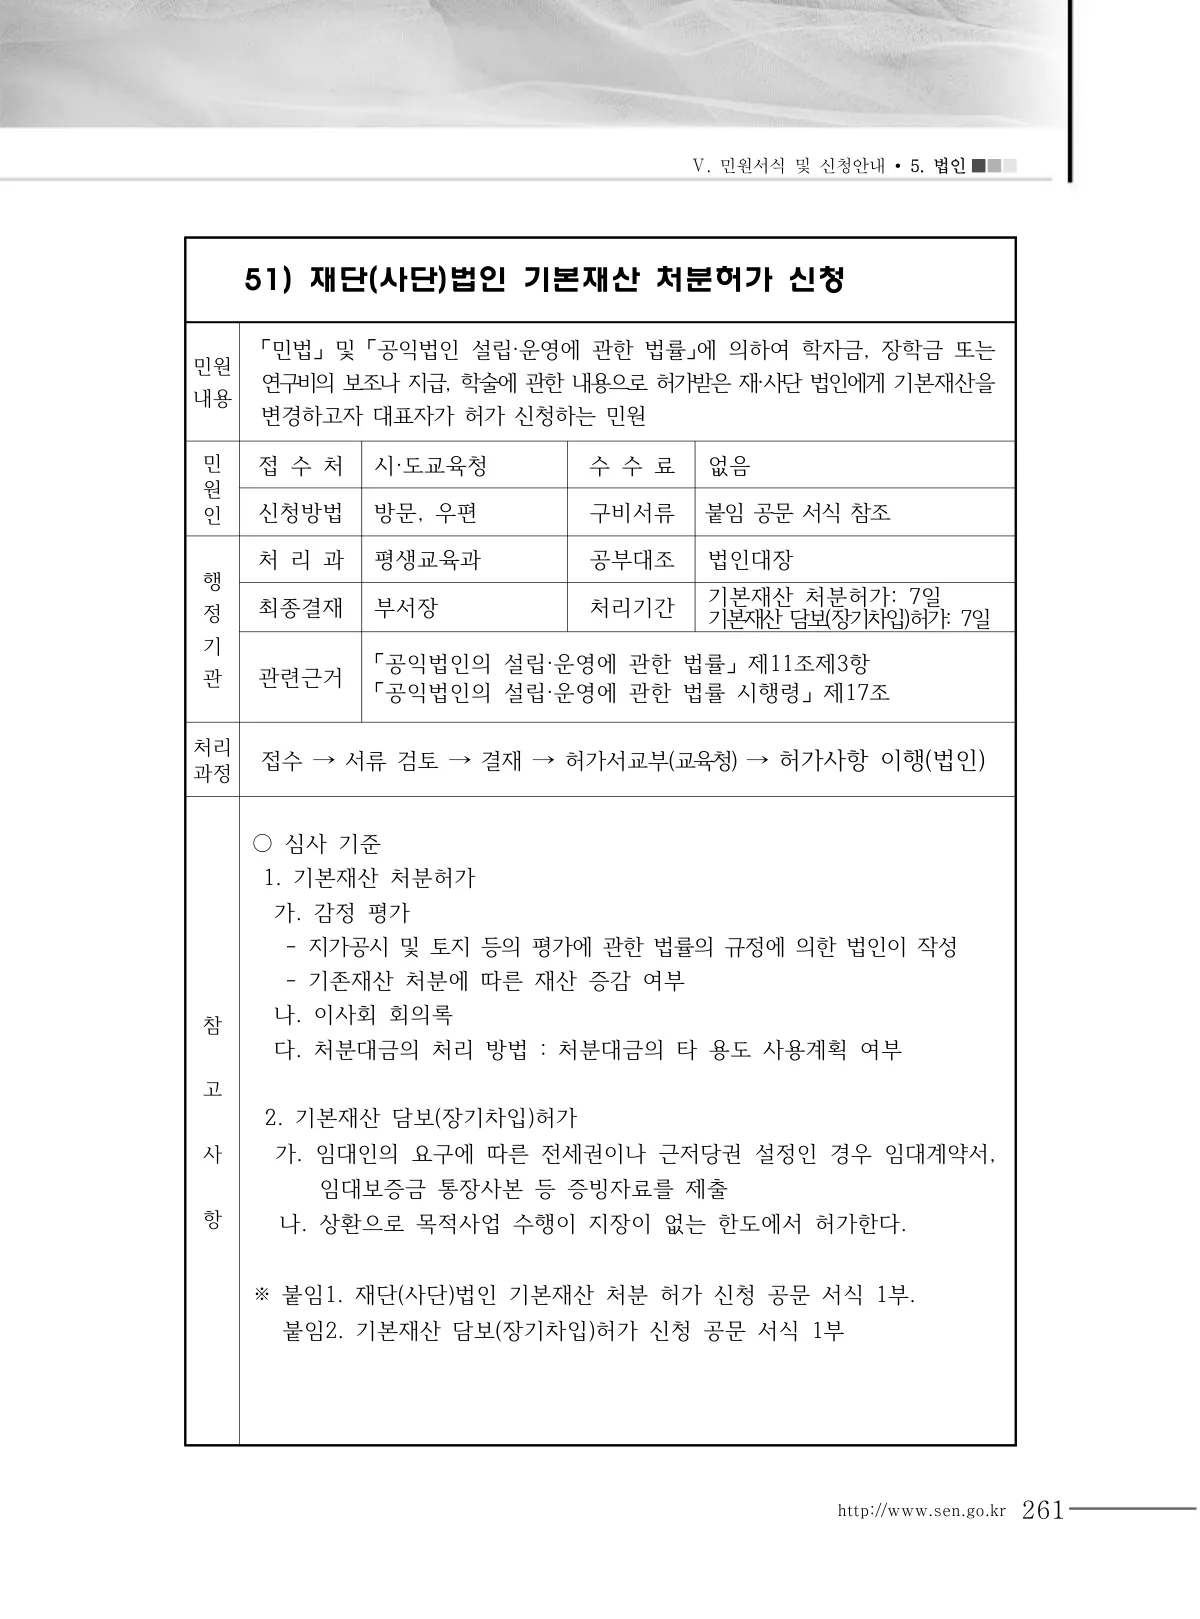 Ⅴ. 민원서식 및 신청안내 • 5. 법인
51) 재단(사단)법인 기본재산 처분허가 신청
민원
내용
「민법」 및 「공익법인 설립·운영에 관한 법률」에 의하여 학자금, 장학금 또는
연구비의 보조나 지급, 학술에 관한 내용으로 허가받은 재·사단 법인에게 기본재산을
변경하고자 대표자가 허가 신청하는 민원
민
원
인
접 수 처 시·도교육청 수 수 료 없음
신청방법 방문, 우편 구비서류 붙임 공문 서식 참조
행
정
기
관
처 리 과 평생교육과 공부대조 법인대장
최종결재 부서장 처리기간 기본재산 처분허가: 7일
기본재산 담보(장기차입)허가: 7일
관련근거
「공익법인의 설립·운영에 관한 법률」 제11조제3항
「공익법인의 설립·운영에 관한 법률 시행령」 제17조
처리
과정
접수 → 서류 검토 → 결재 → 허가서교부(교육청) → 허가사항 이행(법인)
참
고
사
항
○ 심사 기준
1. 기본재산 처분허가
가. 감정 평가
- 지가공시 및 토지 등의 평가에 관한 법률의 규정에 의한 법인이 작성
- 기존재산 처분에 따른 재산 증감 여부
나. 이사회 회의록
다. 처분대금의 처리 방법 : 처분대금의 타 용도 사용계획 여부
2. 기본재산 담보(장기차입)허가
가. 임대인의 요구에 따른 전세권이나 근저당권 설정인 경우 임대계약서,
임대보증금 통장사본 등 증빙자료를 제출
나. 상환으로 목적사업 수행이 지장이 없는 한도에서 허가한다.
※ 붙임1. 재단(사단)법인 기본재산 처분 허가 신청 공문 서식 1부.
붙임2. 기본재산 담보(장기차입)허가 신청 공문 서식 1부
http://www.sen.go.kr 261